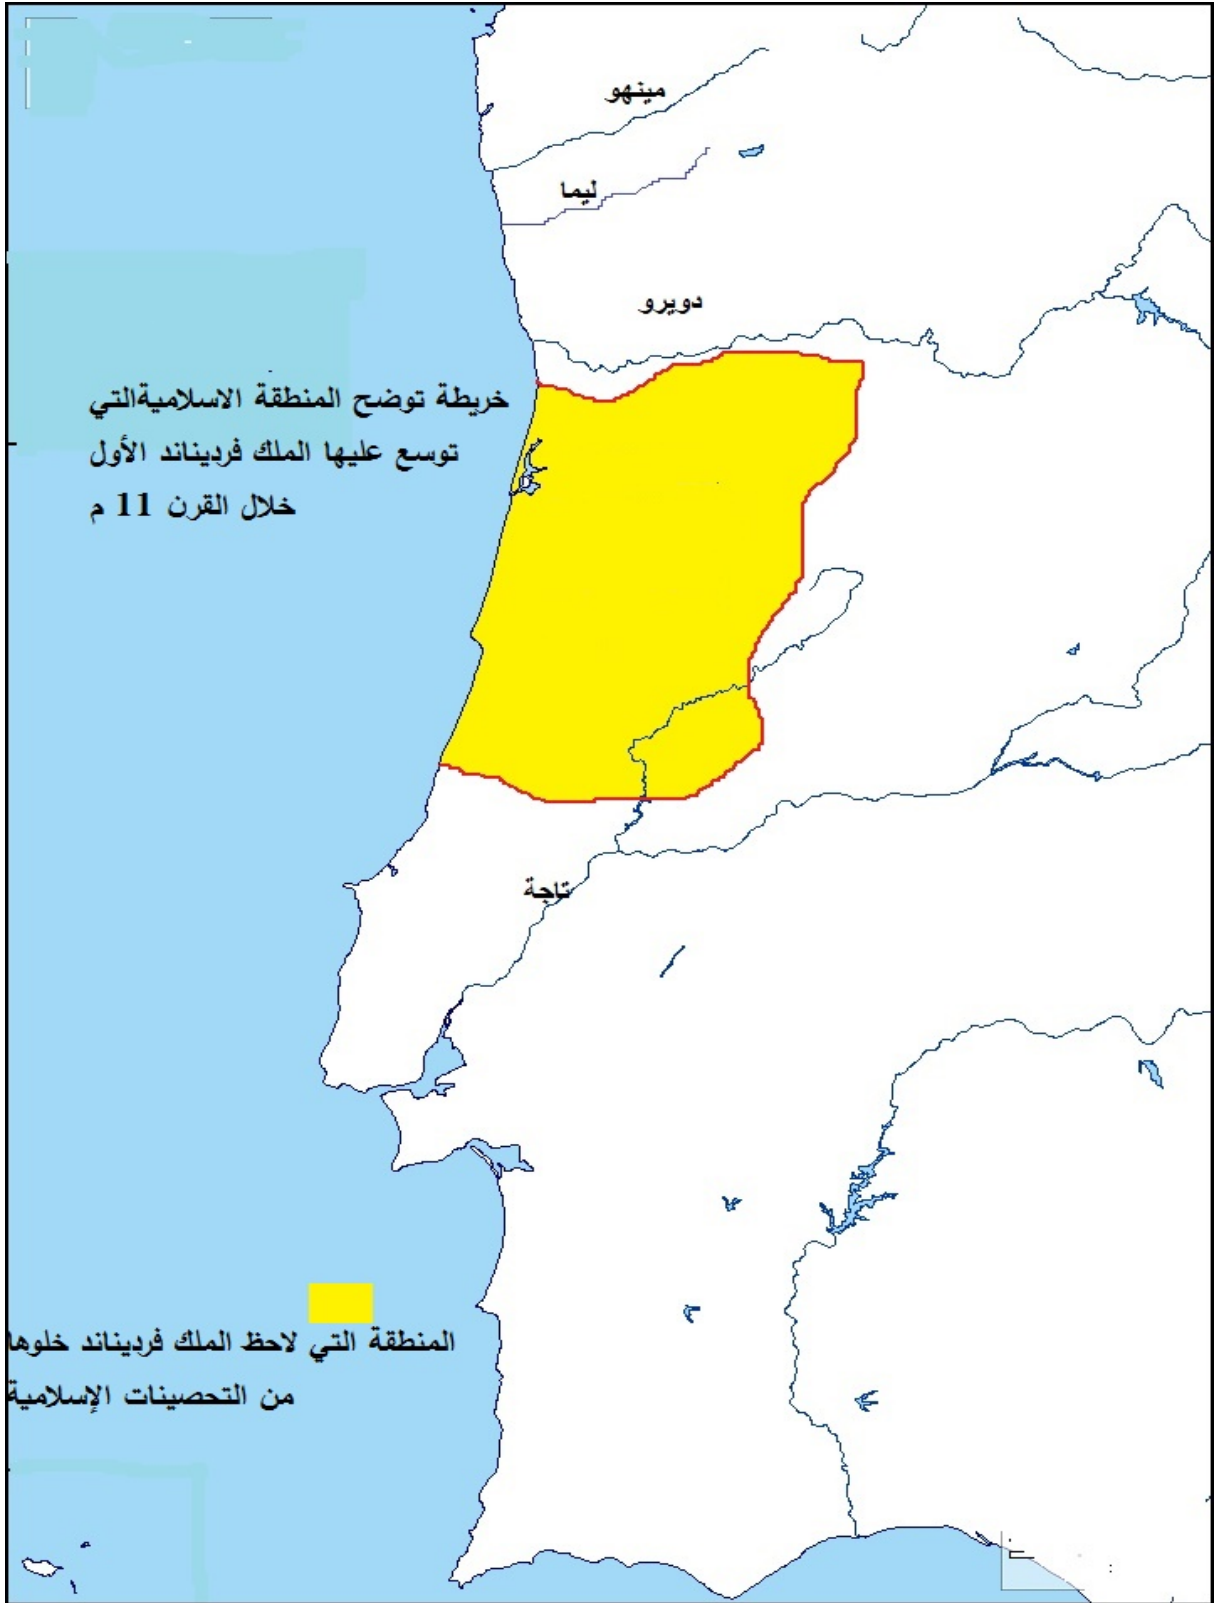 مينهو
ليما
دويرو
خريطة توضح المنطقة الاسلاميةالتي
توسع عليها الملك فرديناند الأول
خلال القرن 11 م
تاجة
المنطقة التي لاحظ الملك فرديناند خلوها
من التحصينات الإسلامية